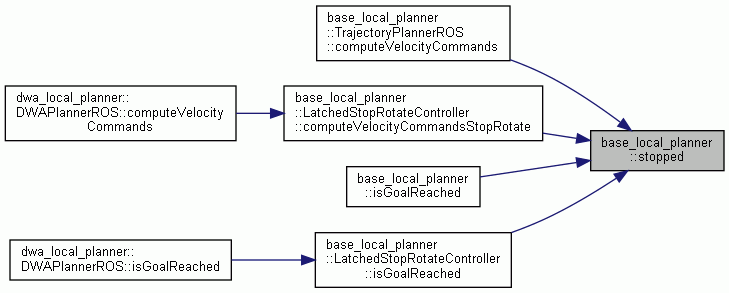 base_local_planner
::TrajectoryPlannerROS
::computeVelocityCommands
dwa_local_planner::
DWAPlannerROS::computeVelocity
Commands
base_local_planner
::LatchedStopRotateController
::computeVelocityCommandsStopRotate
base_local_planner
::stopped
base_local_planner
::isGoalReached
dwa_local_planner::
DWAPlannerROS::isGoalReached
base_local_planner
::LatchedStopRotateController
::isGoalReached